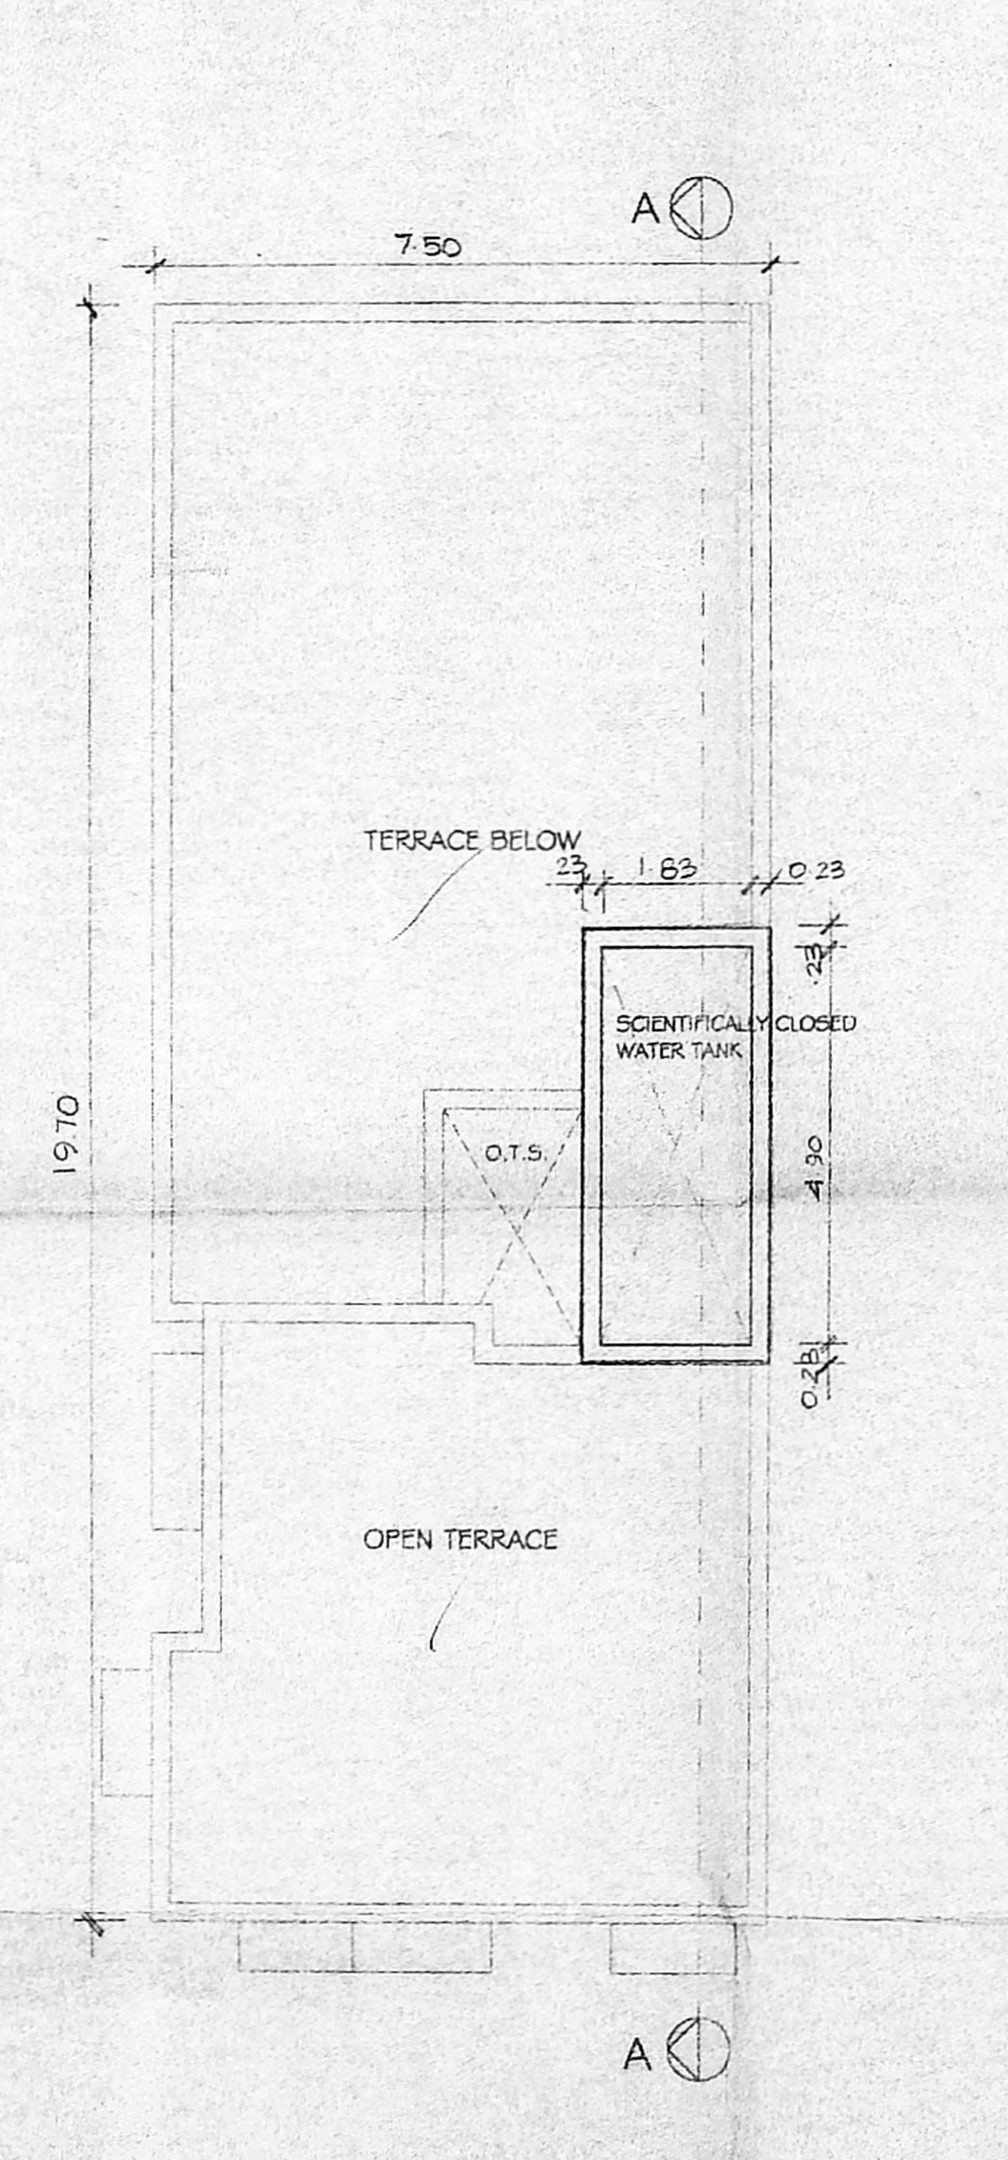 A
7.50
TERRACE BELOW
23
1.83
0.23
.23
SCIENTIFICALLY CLOSED
WATER TANK
19.70
O.T.S.
4.90
0.23
OPEN TERRACE
A